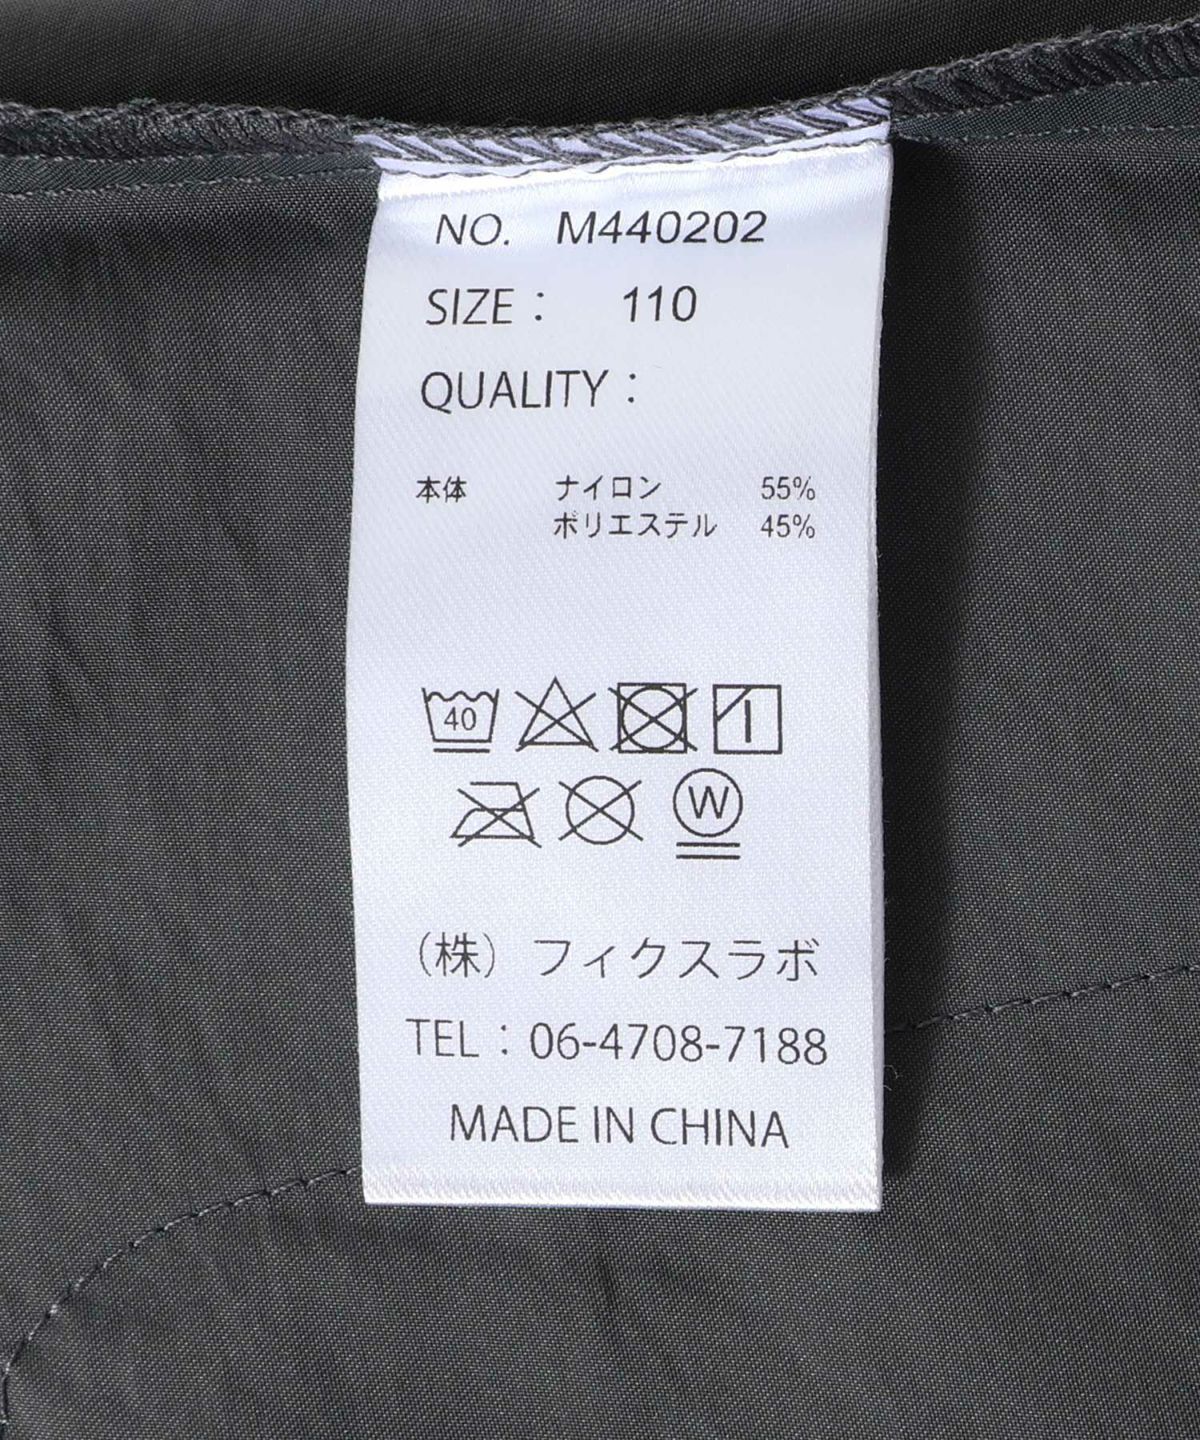 NO. M440202
SIZE : 110
QUALITY :
本体 ナイロン 55%
ポリエステル 45%
40
W
(株) フィクスラボ
TEL : 06-4708-7188
MADE IN CHINA